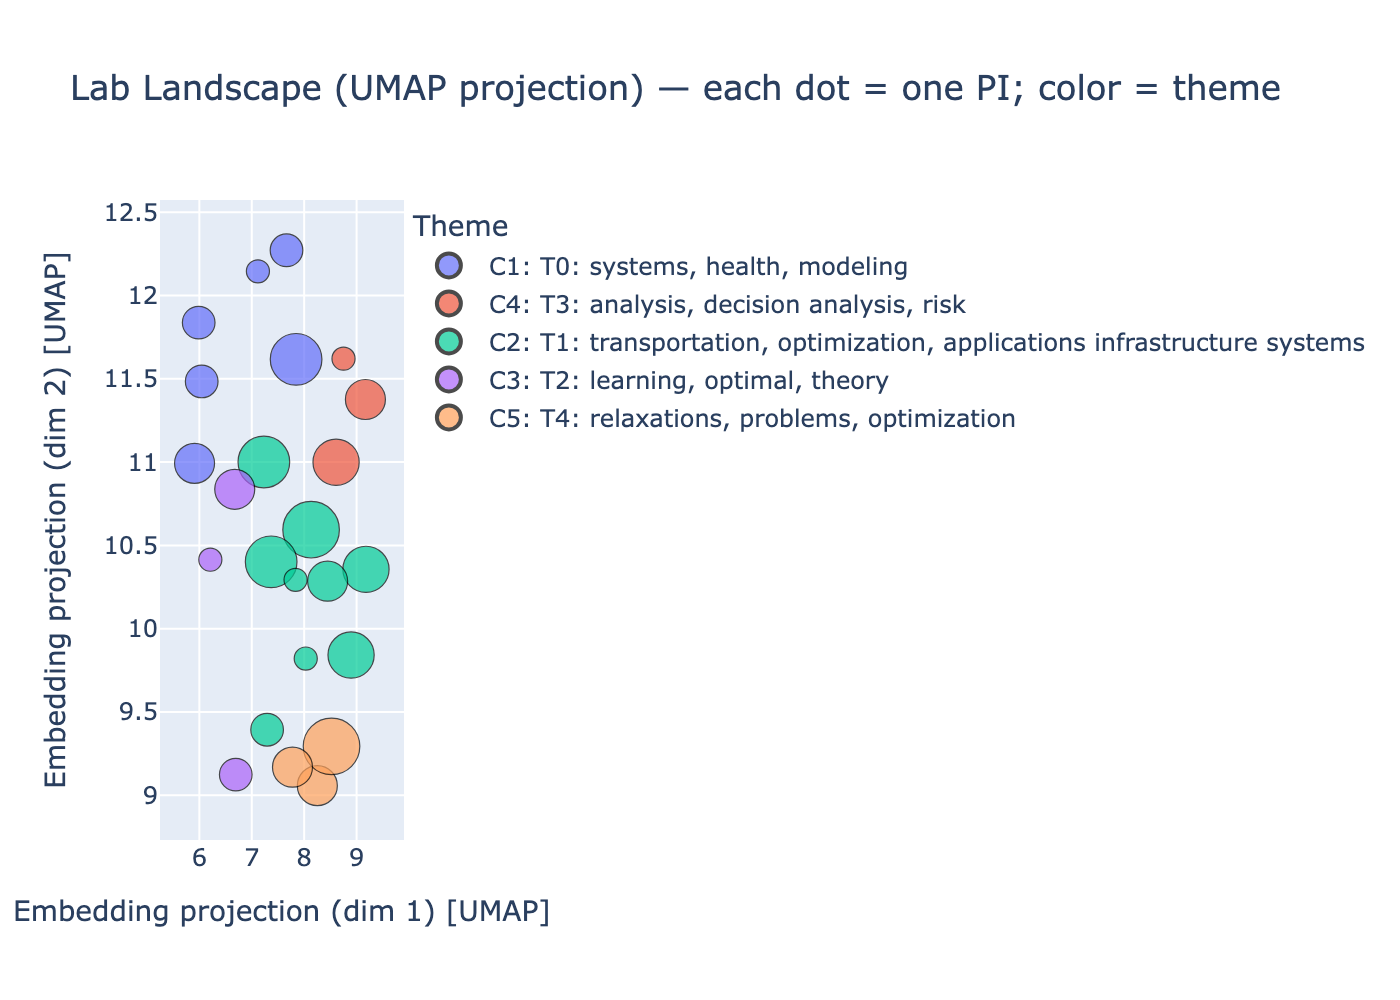 Lab Landscape (UMAP projection) — each dot = one PI; color = theme
Embedding projection (dim 2) [UMAP]
12.5
12
11.5
11
10.5
10
9.5
9
6 7 8 9
Embedding projection (dim 1) [UMAP]
Theme
C1: T0: systems, health, modeling
C4: T3: analysis, decision analysis, risk
C2: T1: transportation, optimization, applications infrastructure systems
C3: T2: learning, optimal, theory
C5: T4: relaxations, problems, optimization